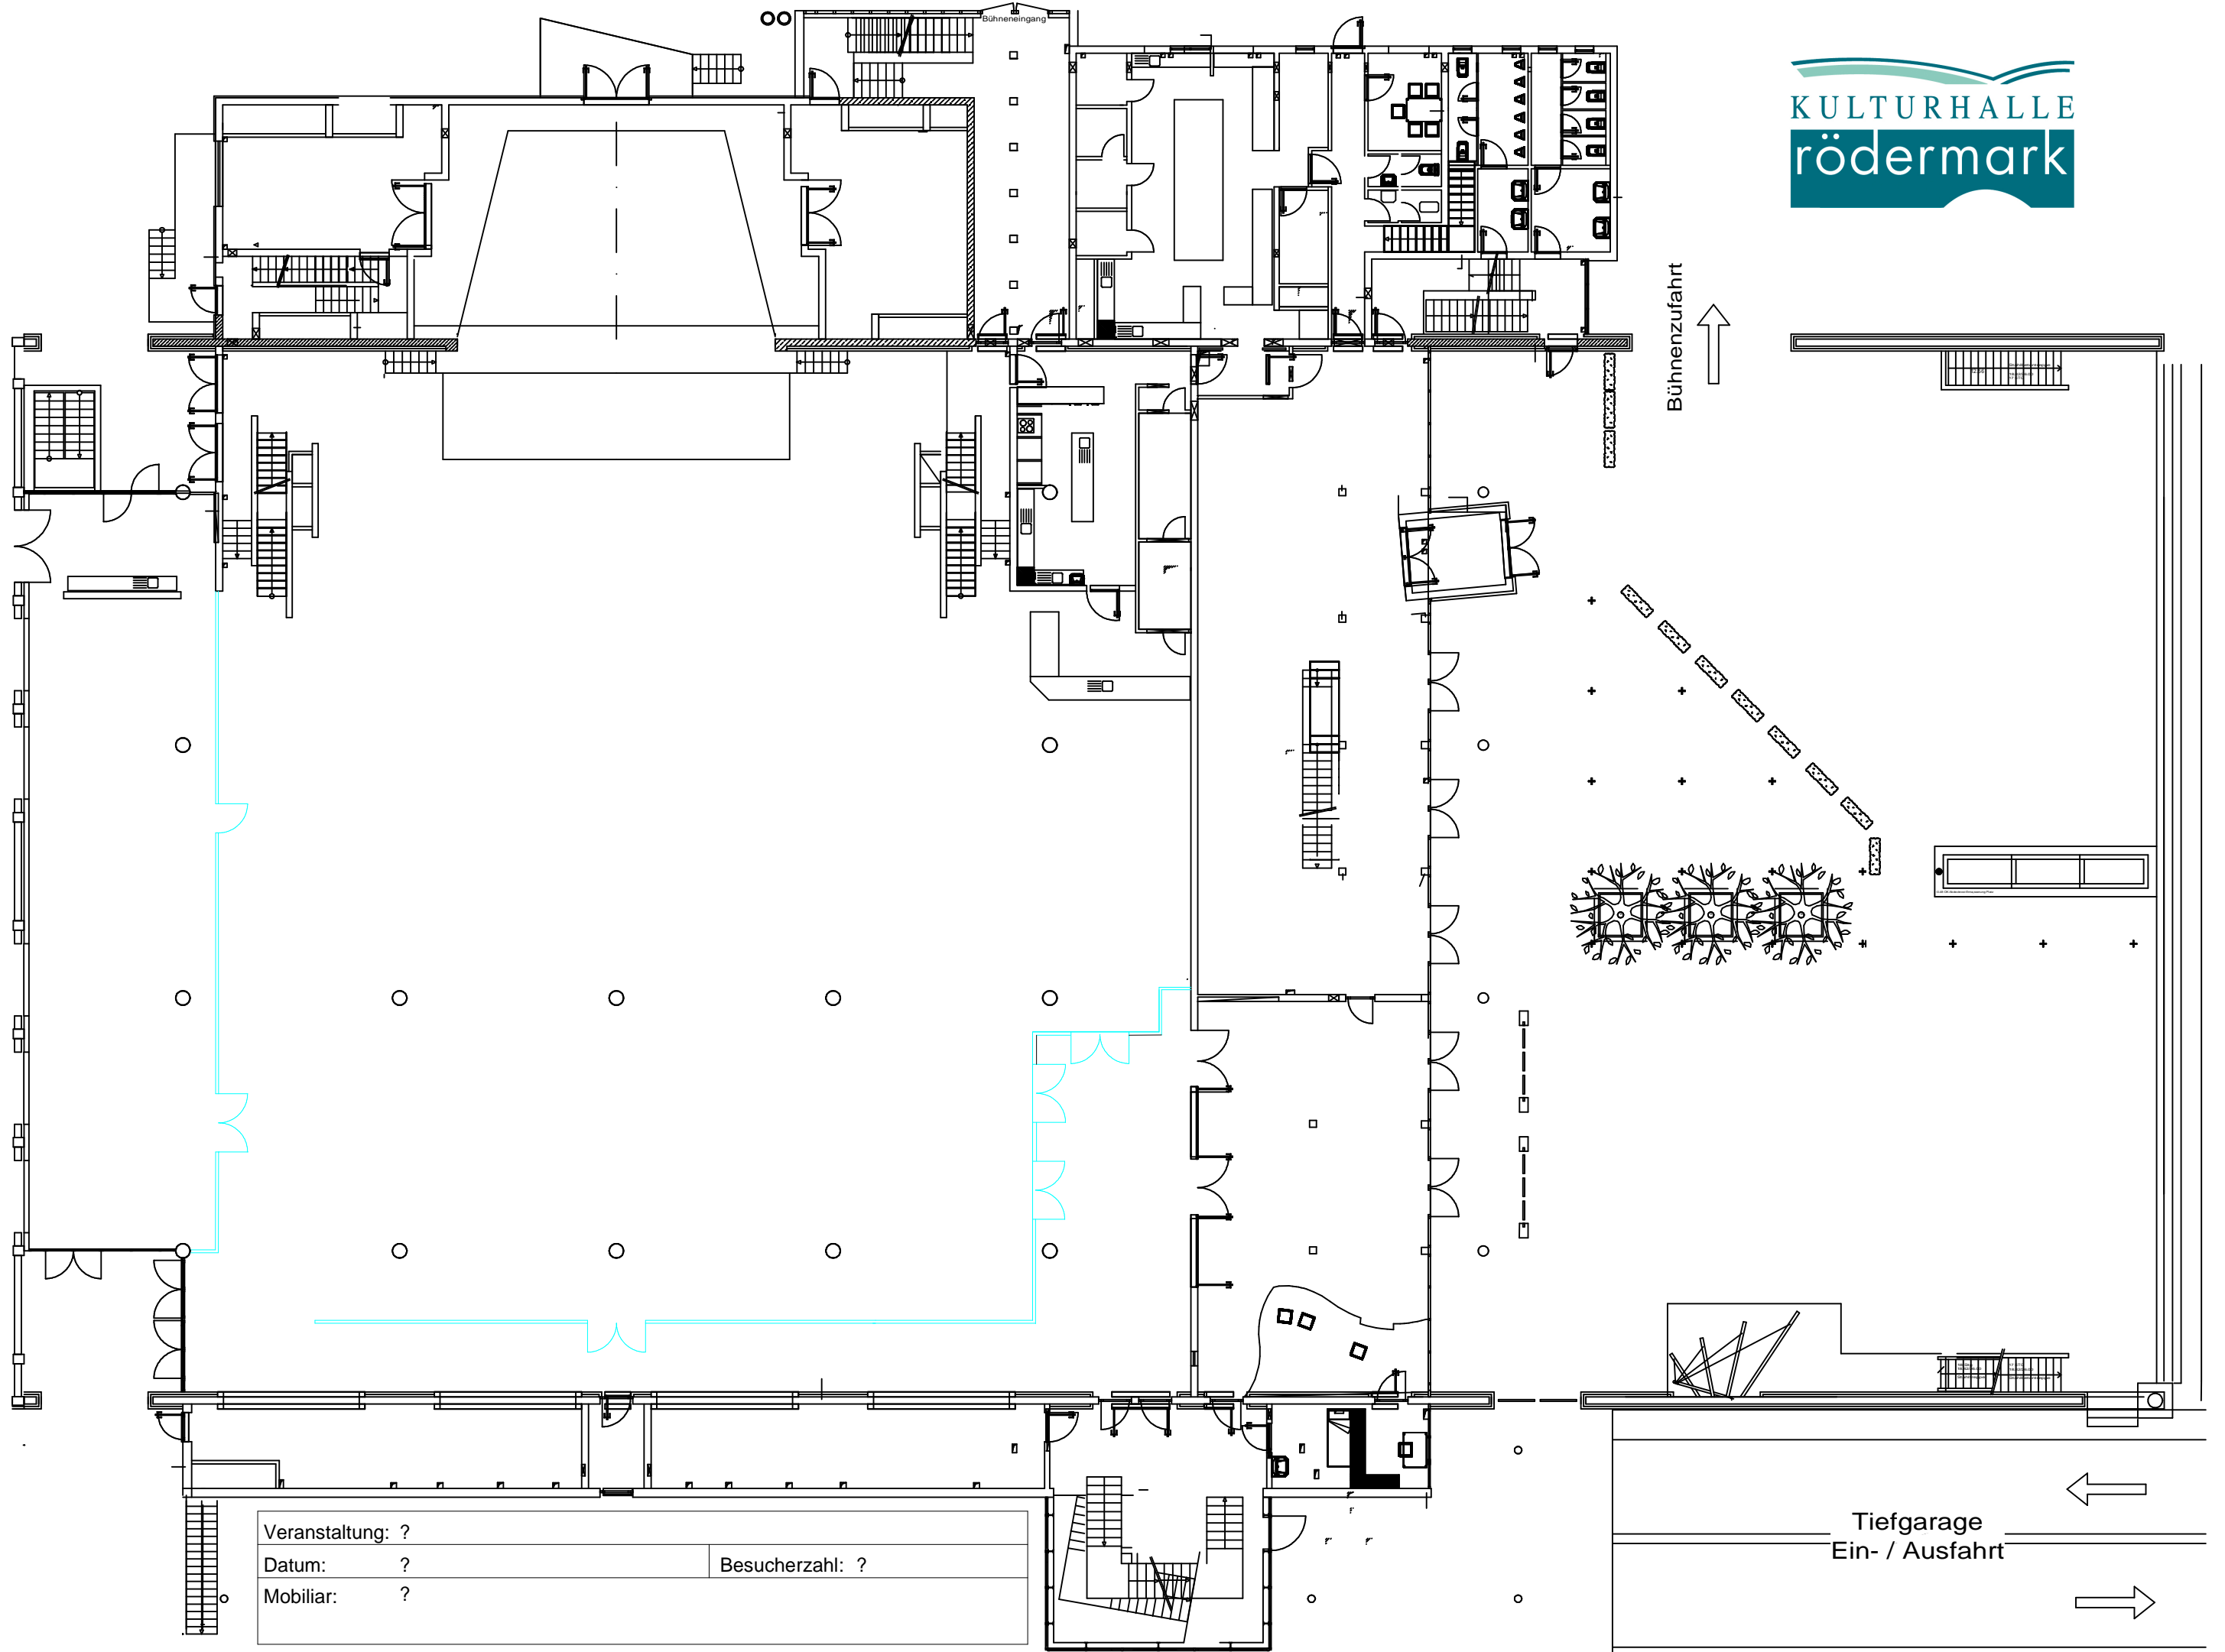 Bühneneingang
KULTURHALLE
rödermark
Bühnenzufahrt
Veranstaltung: ?
Datum: ?
Besucherzahl: ?
Mobiliar: ?
Tiefgarage
Ein- / Ausfahrt